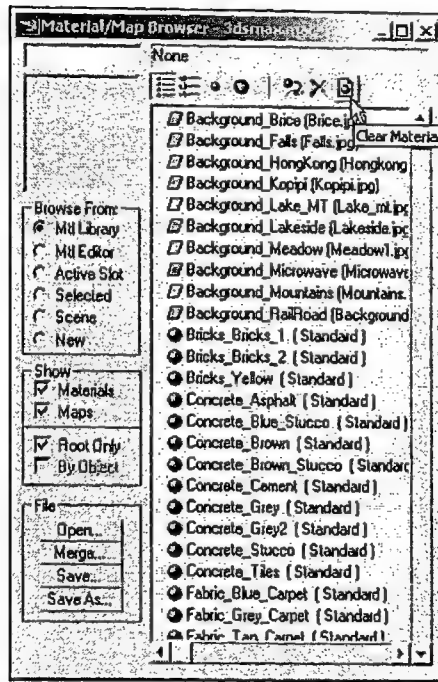 Material/Map Browser - 3dsmax.mat
None
Clear Materia
Background_Brice (Brice.jpg
Background_Falls (Falls.jpg)
Background_HongKong (Hongkong
Background_Kopipi (Kopipi.jpg)
Background_Lake_MT (Lake_mt.jpg
Background_Lakeside (Lakeside.jpg
Background_Meadow (Meadow1.jpg
Background_Microwave (Microwave
Background_Mountains (Mountains.
Background_RailRoad (Background
Bricks_Bricks_1 ( Standard )
Bricks_Bricks_2 ( Standard )
Bricks_Yellow ( Standard )
Concrete_Asphalt ( Standard )
Concrete_Blue_Stucco ( Standard )
Concrete_Brown ( Standard )
Concrete_Brown_Stucco ( Standard
Concrete_Cement ( Standard )
Concrete_Grey ( Standard )
Concrete_Grey2 ( Standard )
Concrete_Stucco ( Standard )
Concrete_Tiles ( Standard )
Fabric_Blue_Carpet ( Standard )
Fabric_Grey_Carpet ( Standard )
Fabric_Tan_Carpet ( Standard )
Browse From:
Mtl Library
Mtl Editor
Active Slot
Selected
Scene
New
Show
Materials
Maps
Root Only
By Object
File
Open...
Merge...
Save...
Save As...